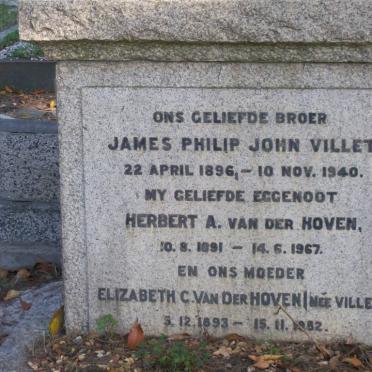 ONS GELIEFDE BROER
JAMES PHILIP JOHN VILLET
22 APRIL 1896, – 10 NOV. 1940.
MY GELIEFDE EGGENOOT
HERBERT A. VAN DER HOVEN,
10. 8. 1891 – 14. 6. 1967.
EN ONS MOEDER
ELIZABETH C. VAN DER HOVEN (NÉE VILLE
5. 12. 1893 – 15. 11. 1982.